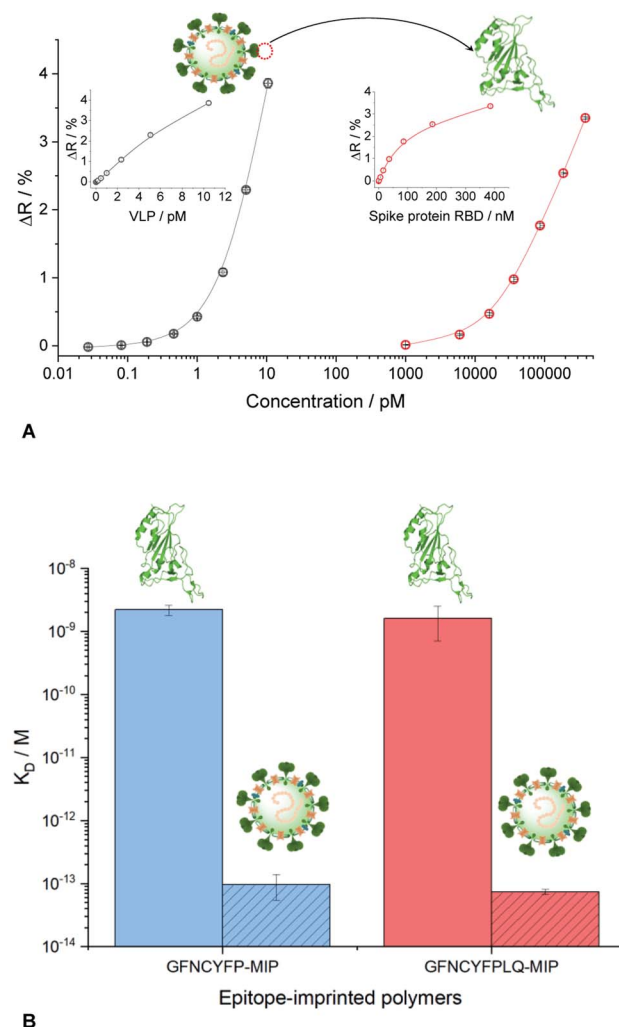 4
3
2
1
0
ΔR / %
4
3
2
1
0
ΔR / %
0 2 4 6 8 10 12
VLP / pM
4
3
2
1
0
ΔR / %
0 100 200 300 400
Spike protein RBD / nM
0.01 0.1 1 10 100 1000 10000 100000
Concentration / pM
A
10⁻⁸
10⁻⁹
10⁻¹⁰
10⁻¹¹
10⁻¹²
10⁻¹³
10⁻¹⁴
K_D / M
GFNCYFP-MIP GFNCYFPLQ-MIP
Epitope-imprinted polymers
B